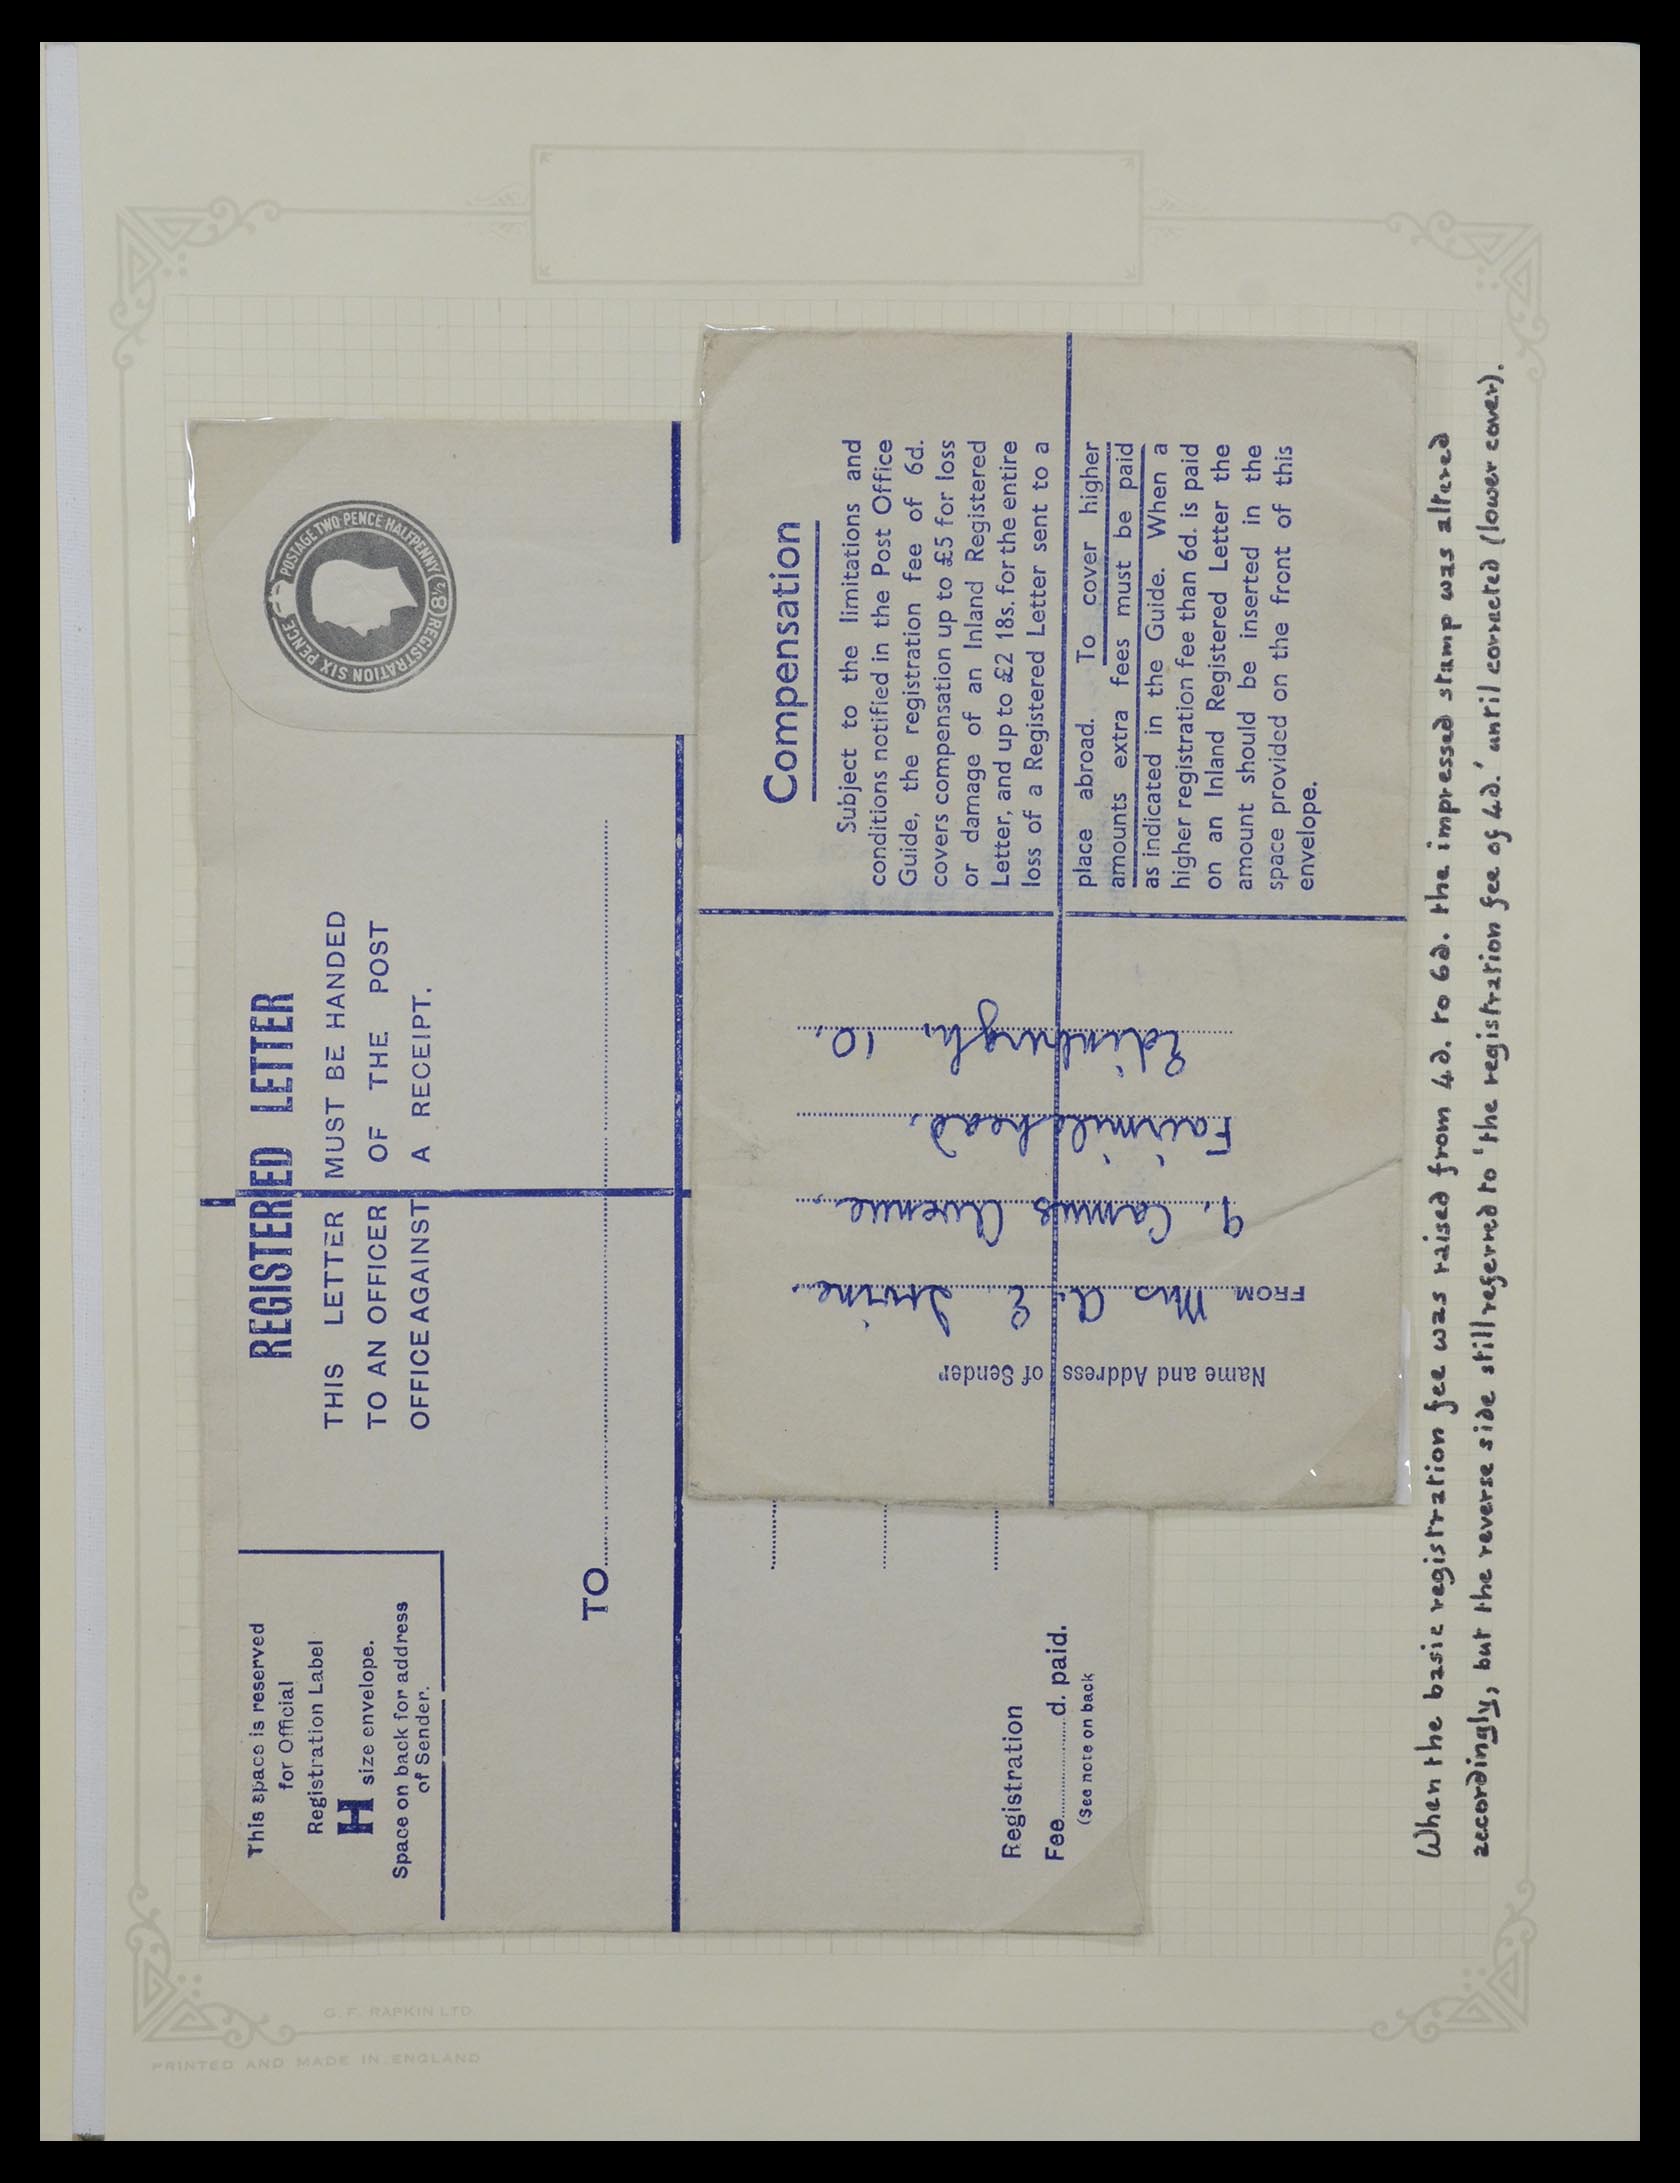 REGISTERED LETTER
THIS LETTER MUST BE HANDED
TO AN OFFICER OF THE POST
OFFICE AGAINST A RECEIPT.
POSTAGE TWO PENCE HALFPENNY
8½
REGISTRATION SIX PENCE
This space is reserved
for Official
Registration Label
H size envelope.
Space on back for address
of Sender.
TO
Registration
Fee d. paid.
(See note on back
Compensation
Subject to the limitations and
conditions notified in the Post Office
Guide, the registration fee of 6d.
covers compensation up to £5 for loss
or damage of an Inland Registered
Letter, and up to £2 18s. for the entire
loss of a Registered Letter sent to a
place abroad. To cover higher
amounts extra fees must be paid
as indicated in the Guide. When a
higher registration fee than 6d. is paid
on an Inland Registered Letter the
amount should be inserted in the
space provided on the front of this
envelope.
Name and Address of Sender
FROM Mrs A. E. Irvine.
9, Camus Avenue,
Fairmilehead,
Edinburgh, 10.
When the basic registration fee was raised from 4d. to 6d. the impressed stamp was altered
accordingly, but the reverse side still referred to 'the registration fee of 4d.' until corrected (lower cover).
G. F. RAPKIN LTD
PRINTED AND MADE IN ENGLAND